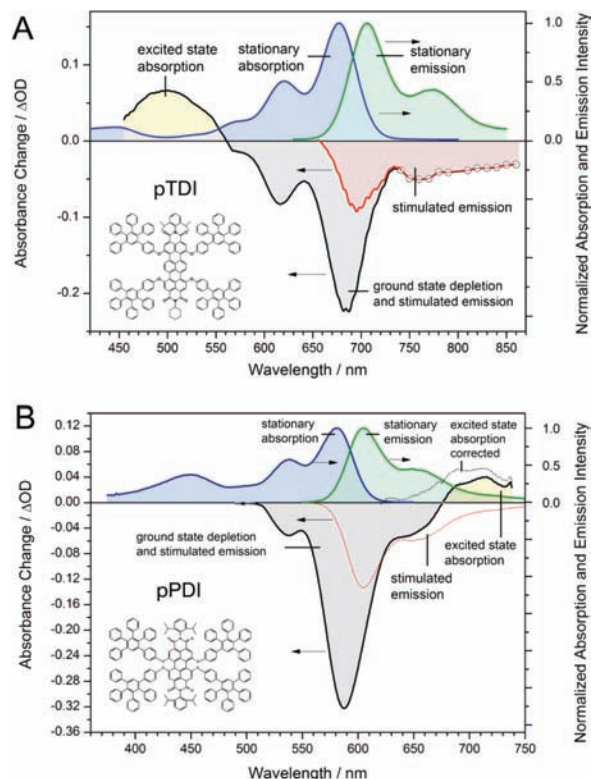 A
excited state
absorption
stationary
absorption
stationary
emission
stimulated emission
ground state depletion
and stimulated emission
pTDI
0.1
0.0
-0.1
-0.2
1.0
0.5
0.0
450 500 550 600 650 700 750 800 850
Wavelength / nm
Absorbance Change / ΔOD
Normalized Absorption and Emission Intensity
B
stationary
absorption
stationary
emission
excited state
absorption
corrected
ground state depletion
and stimulated emission
excited state
absorption
stimulated
emission
pPDI
0.12
0.08
0.04
0.00
-0.04
-0.08
-0.12
-0.16
-0.20
-0.24
-0.28
-0.32
-0.36
1.0
0.5
0.0
400 450 500 550 600 650 700 750
Wavelength / nm
Absorbance Change / ΔOD
Normalized Absorption and Emission Intensity